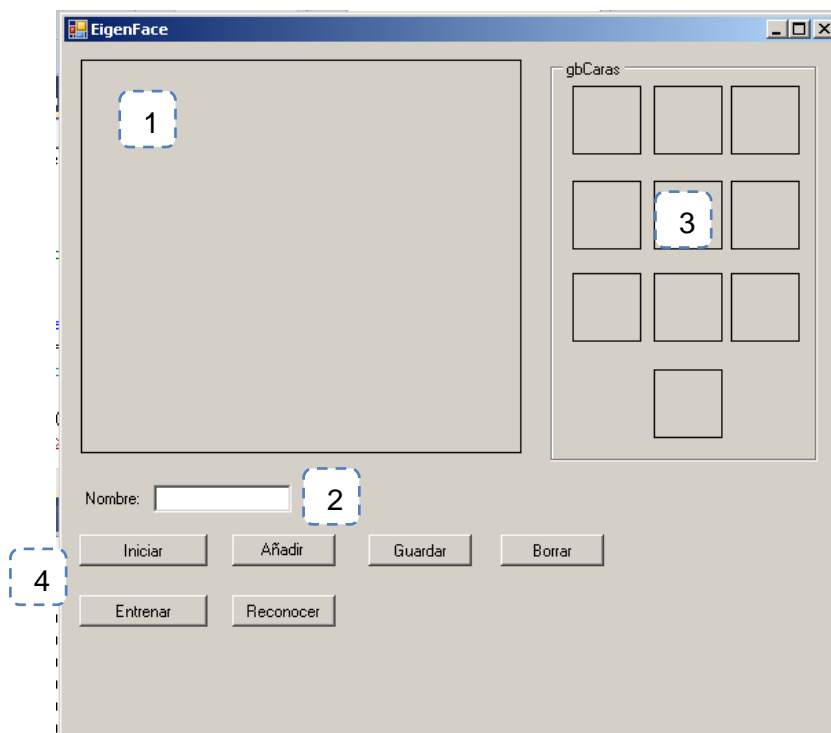 EigenFace
1
gbCaras
3
Nombre:
2
Iniciar Añadir Guardar Borrar
4
Entrenar Reconocer